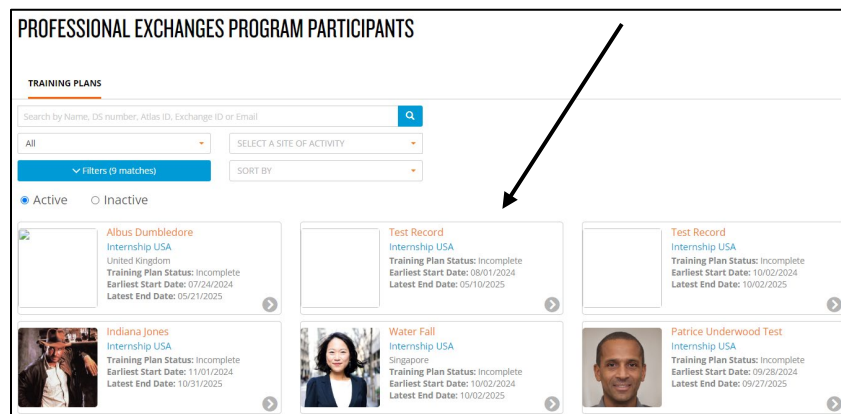 PROFESSIONAL EXCHANGES PROGRAM PARTICIPANTS
TRAINING PLANS
Search by Name, DS number, Atlas ID, Exchange ID or Email
All
SELECT A SITE OF ACTIVITY
Filters (9 matches)
SORT BY
Active
Inactive
Albus Dumbledore
Internship USA
United Kingdom
Training Plan Status: Incomplete
Earliest Start Date: 07/24/2024
Latest End Date: 05/21/2025
Test Record
Internship USA
Training Plan Status: Incomplete
Earliest Start Date: 08/01/2024
Latest End Date: 05/10/2025
Test Record
Internship USA
Training Plan Status: Incomplete
Earliest Start Date: 10/02/2024
Latest End Date: 10/02/2025
Indiana Jones
Internship USA
Training Plan Status: Incomplete
Earliest Start Date: 11/01/2024
Latest End Date: 10/31/2025
Water Fall
Internship USA
Singapore
Training Plan Status: Incomplete
Earliest Start Date: 10/02/2024
Latest End Date: 10/02/2025
Patrice Underwood Test
Internship USA
Training Plan Status: Incomplete
Earliest Start Date: 09/28/2024
Latest End Date: 09/27/2025